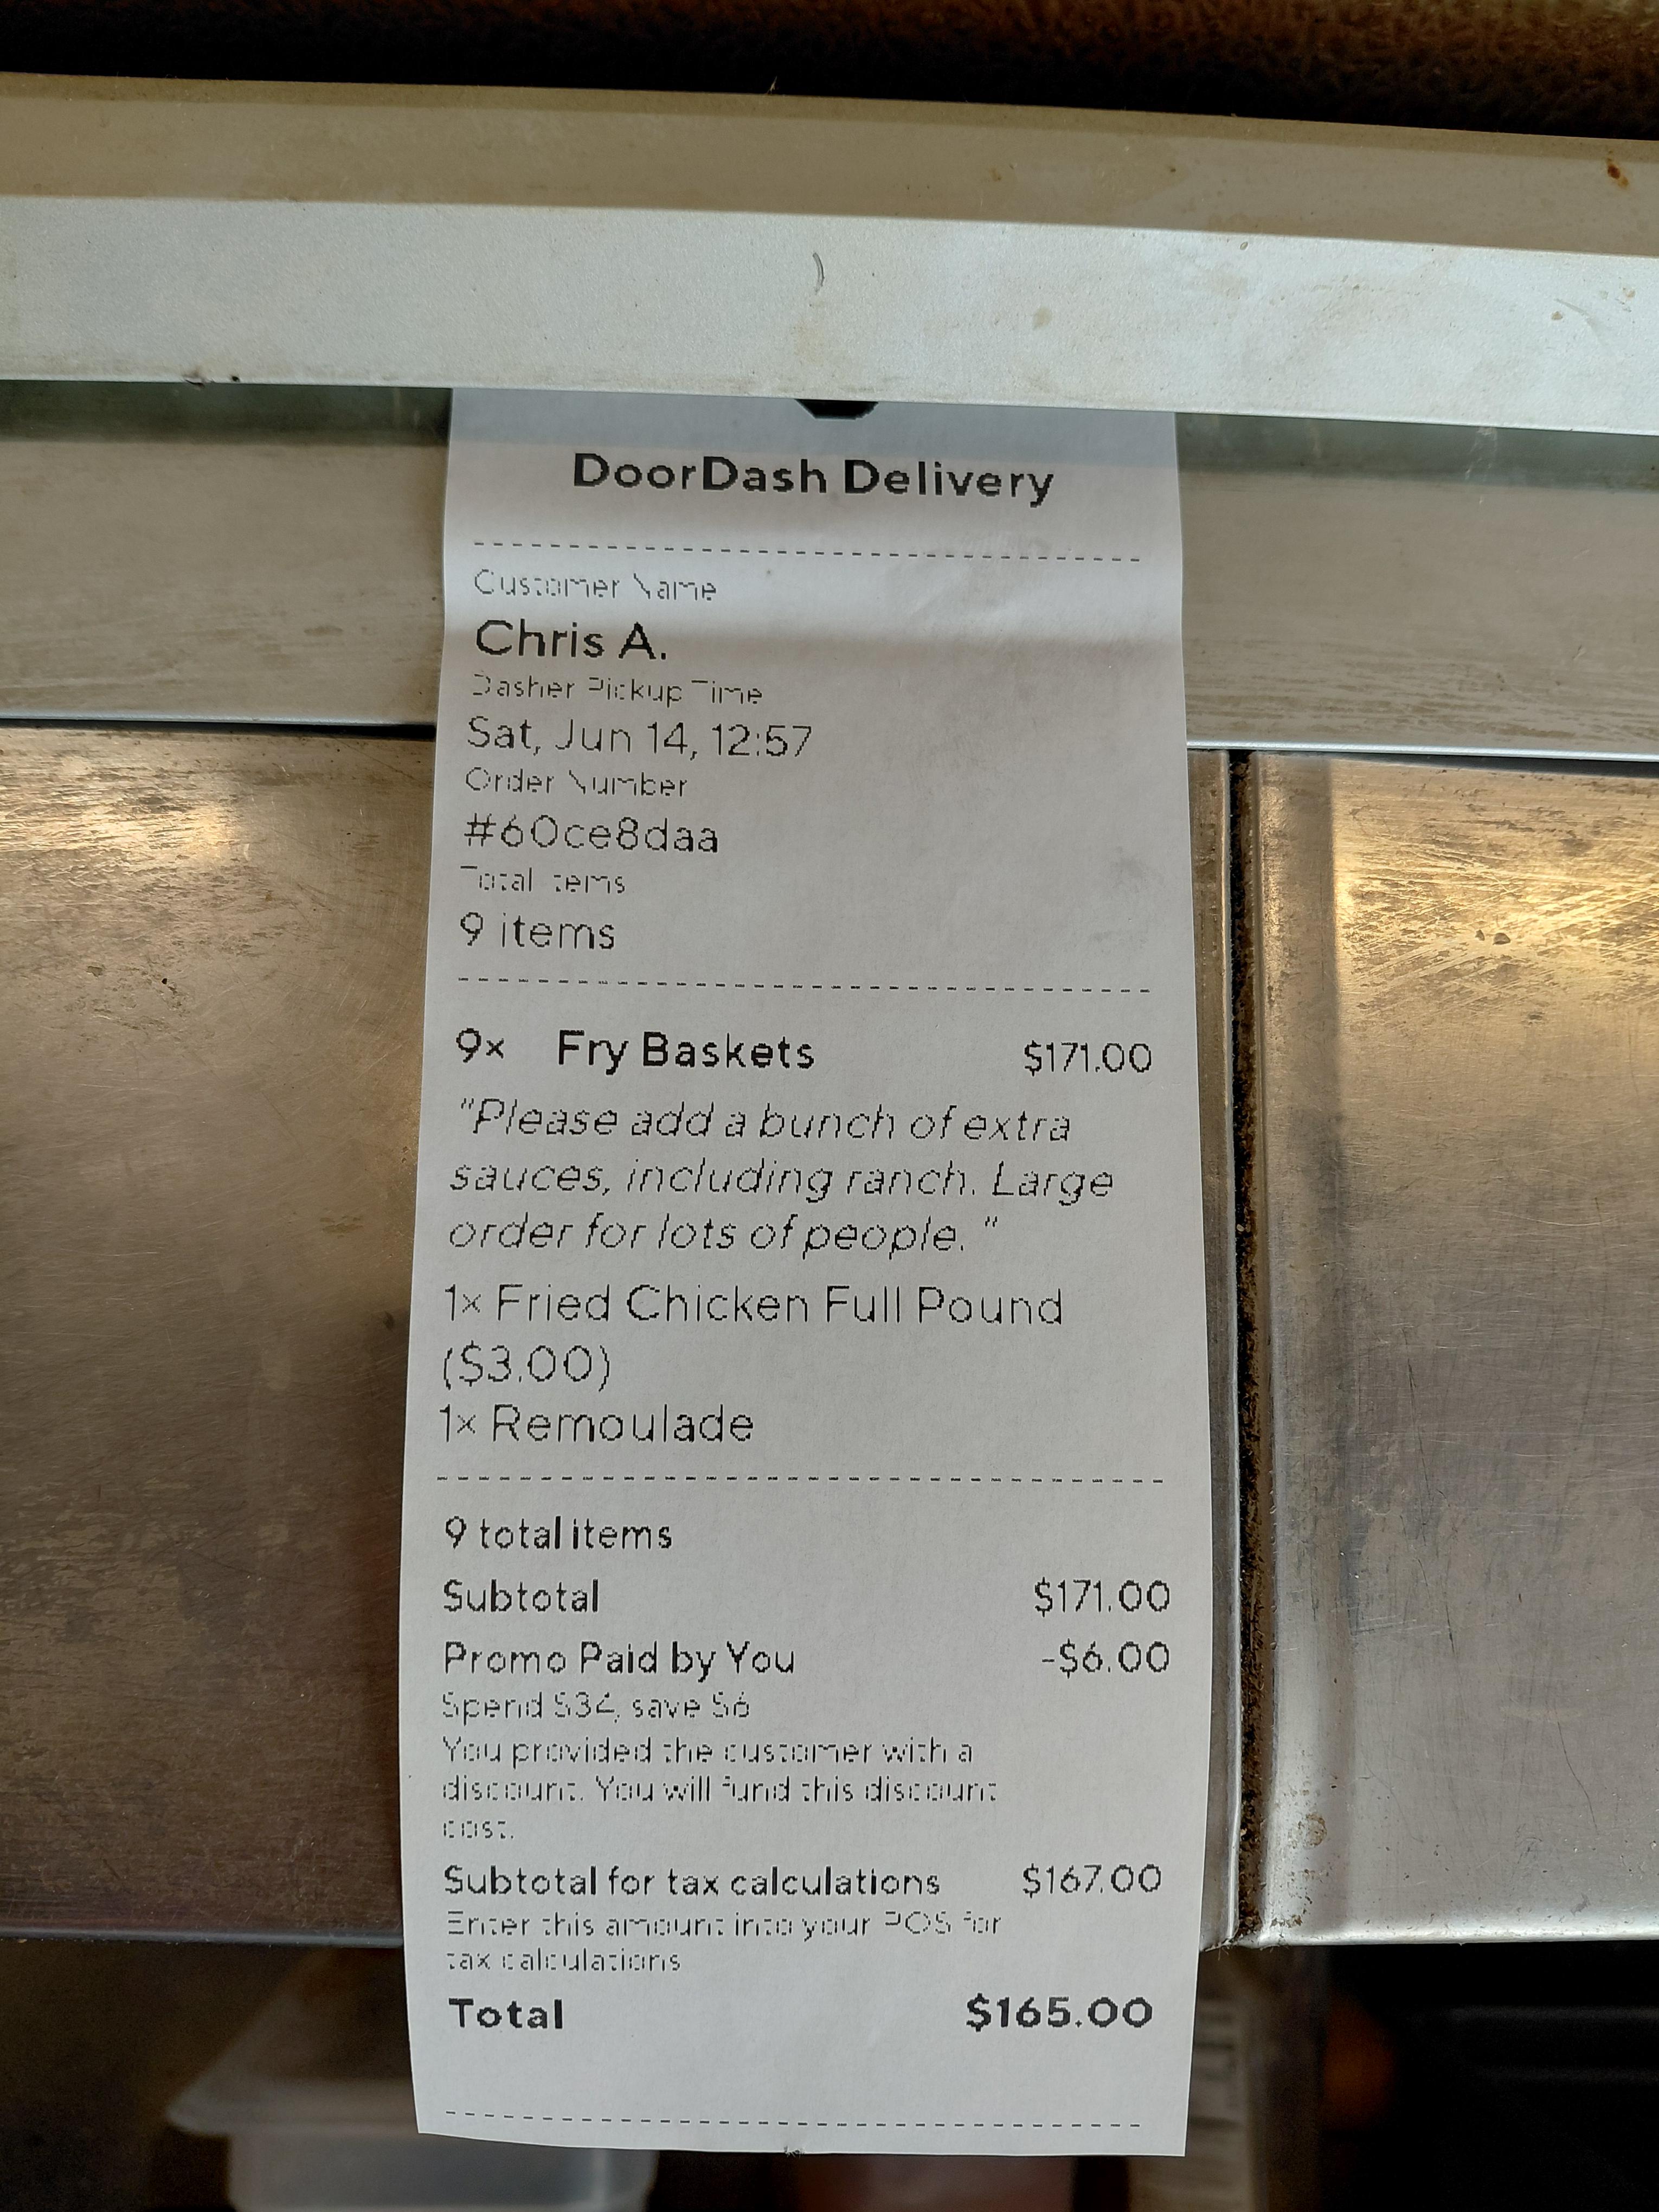 DoorDash Delivery
Customer Name
Chris A.
Dasher Pickup Time
Sat, Jun 14, 12:57
Order Number
#60ce8daa
Total Items
9 items
9x Fry Baskets $171.00
"Please add a bunch of extra
sauces, including ranch. Large
order for lots of people."
1x Fried Chicken Full Pound
($3.00)
1x Remoulade
9 total items
Subtotal $171.00
Promo Paid by You -$6.00
Spend $34, save $6
You provided the customer with a
discount. You will fund this discount
cost.
Subtotal for tax calculations $167.00
Enter this amount into your POS for
tax calculations
Total $165.00